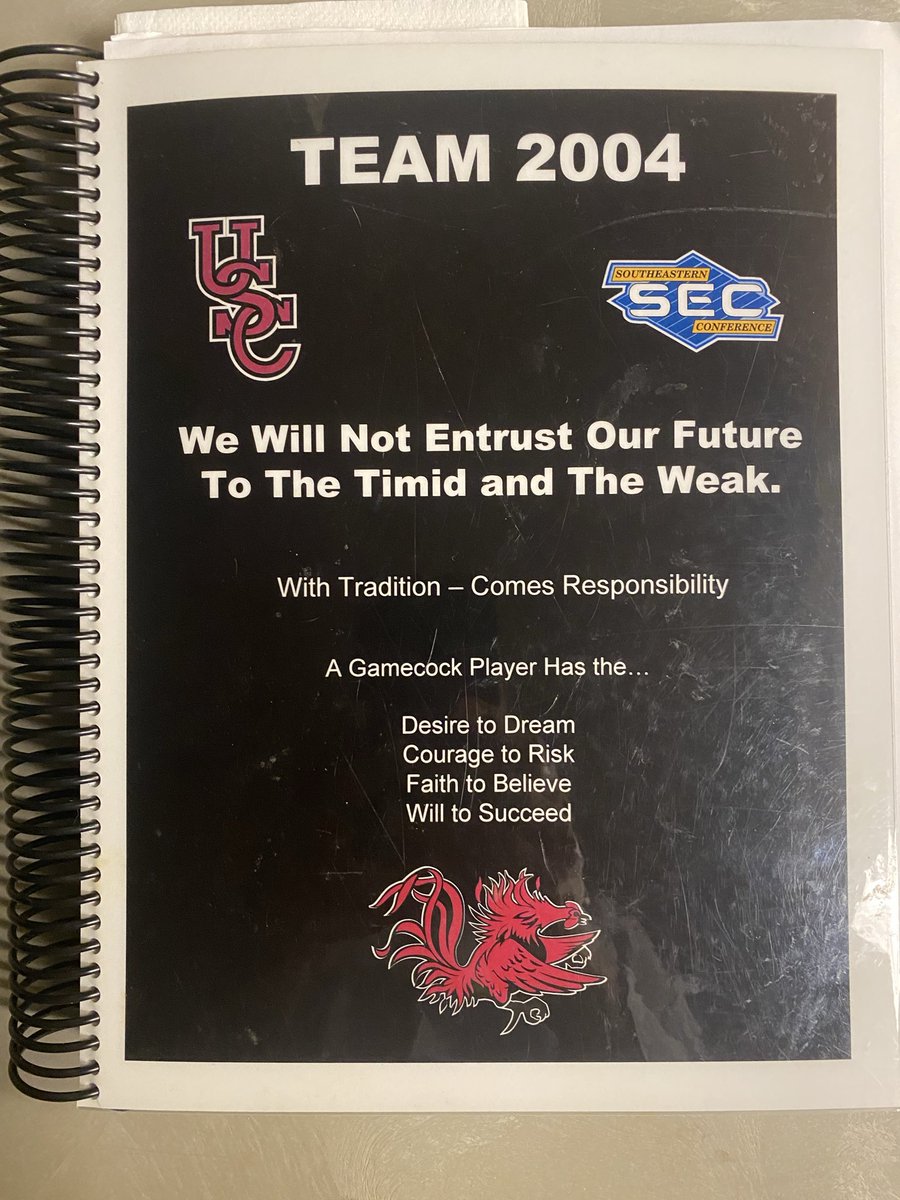 TEAM 2004
USC
SOUTHEASTERN
SEC
CONFERENCE
We Will Not Entrust Our Future
To The Timid and The Weak.
With Tradition – Comes Responsibility
A Gamecock Player Has the…
Desire to Dream
Courage to Risk
Faith to Believe
Will to Succeed